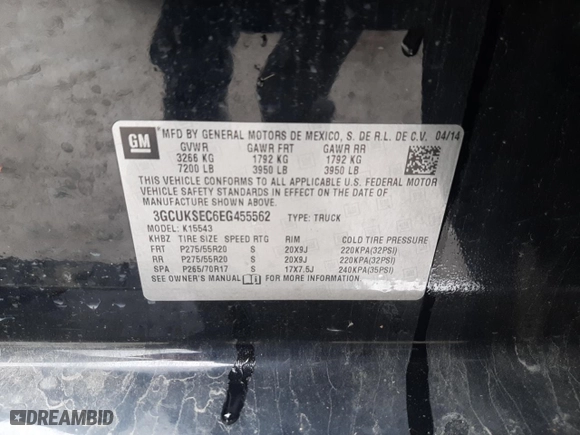 GM
MFD BY GENERAL MOTORS DE MEXICO, S. DE R.L. DE C.V. 04/14
GVWR GAWR FRT GAWR RR
3266 KG 1792 KG 1792 KG
7200 LB 3950 LB 3950 LB
THIS VEHICLE CONFORMS TO ALL APPLICABLE U.S. FEDERAL MOTOR
VEHICLE SAFETY STANDARDS IN EFFECT ON THE DATE OF
MANUFACTURE SHOWN ABOVE.
3GCUKSEC6EG455562 TYPE: TRUCK
MODEL: K15543
KHBZ TIRE SIZE SPEED RTG RIM COLD TIRE PRESSURE
FRT P275/55R20 S 20X9J 220KPA(32PSI)
RR P275/55R20 S 20X9J 220KPA(32PSI)
SPA P265/70R17 S 17X7.5J 240KPA(35PSI)
SEE OWNER'S MANUAL FOR MORE INFORMATION.
DREAMBID